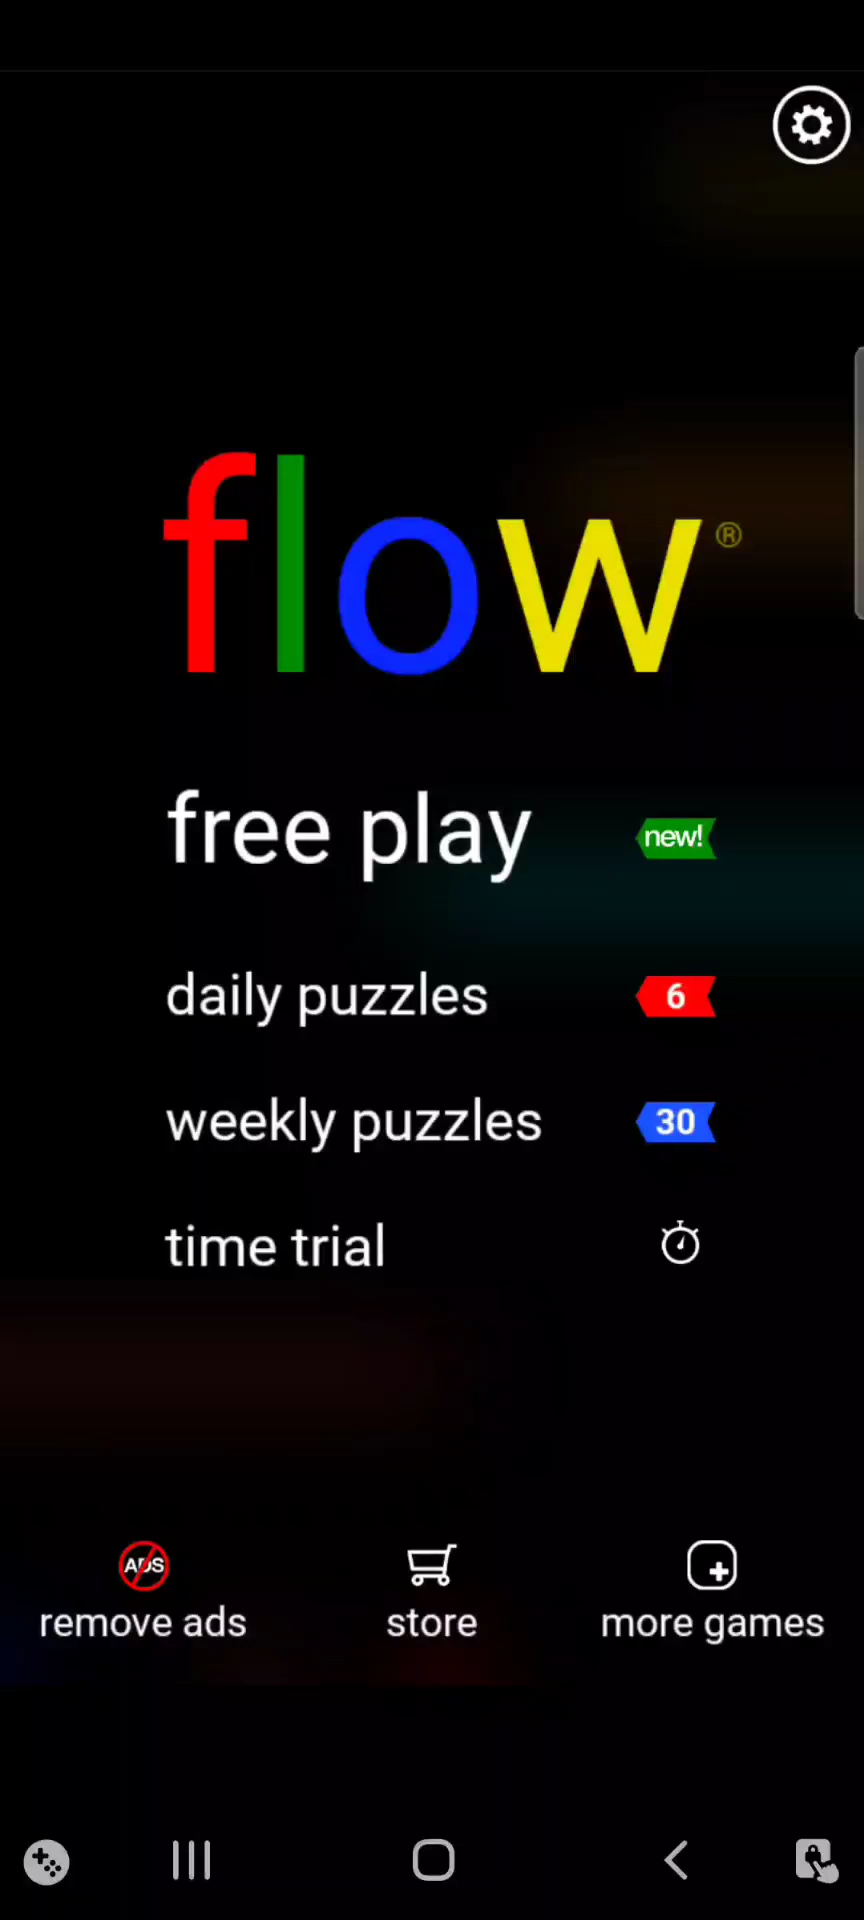 flow®
free play new!
daily puzzles 6
weekly puzzles 30
time trial
ADS
remove ads store more games